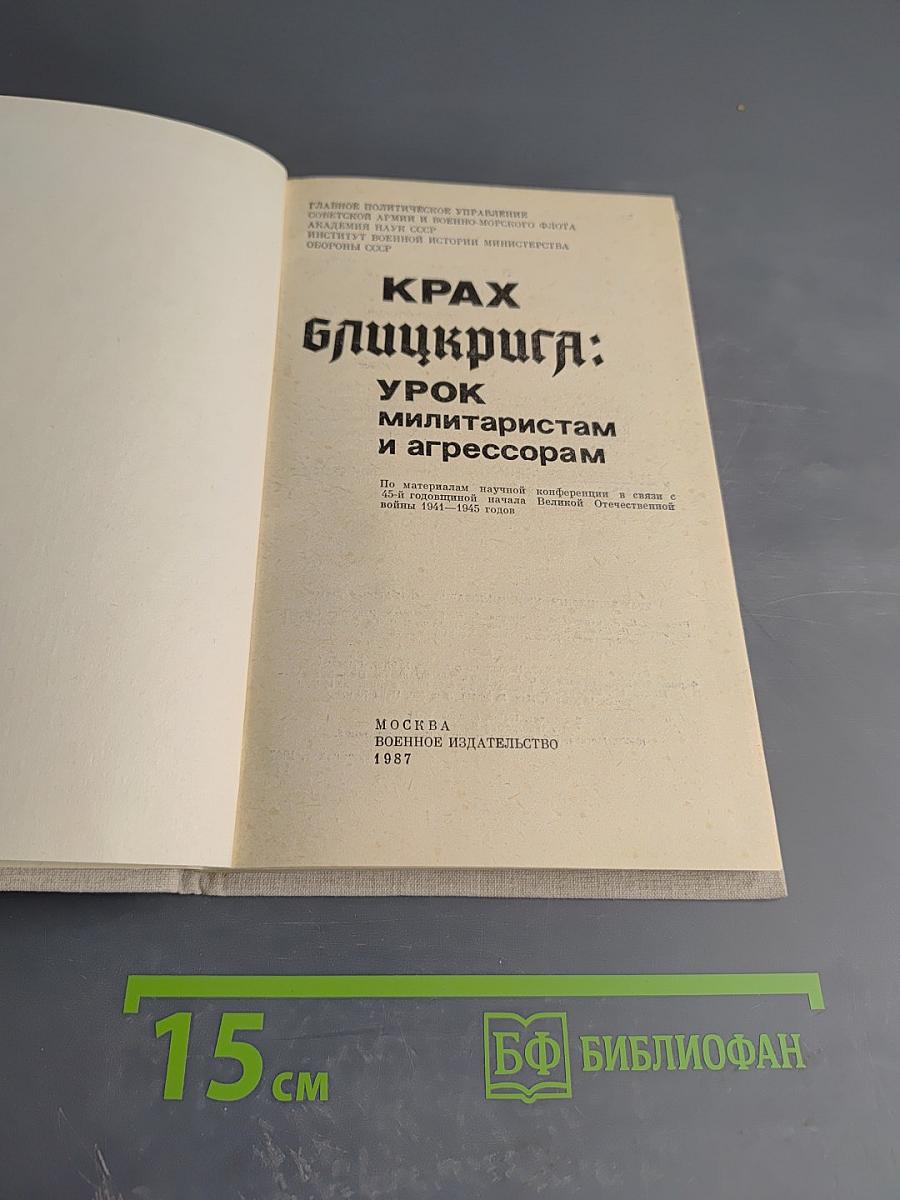 ГЛАВНОЕ ПОЛИТИЧЕСКОЕ УПРАВЛЕНИЕ
СОВЕТСКОЙ АРМИИ И ВОЕННО-МОРСКОГО ФЛОТА
АКАДЕМИЯ НАУК СССР
ИНСТИТУТ ВОЕННОЙ ИСТОРИИ МИНИСТЕРСТВА
ОБОРОНЫ СССР
КРАХ
БЛИЦКРИГА:
УРОК
милитаристам
и агрессорам
По материалам научной конференции в связи с
45-й годовщиной начала Великой Отечественной
войны 1941—1945 годов
МОСКВА
ВОЕННОЕ ИЗДАТЕЛЬСТВО
1987
15 см
БФ БИБЛИОФАН